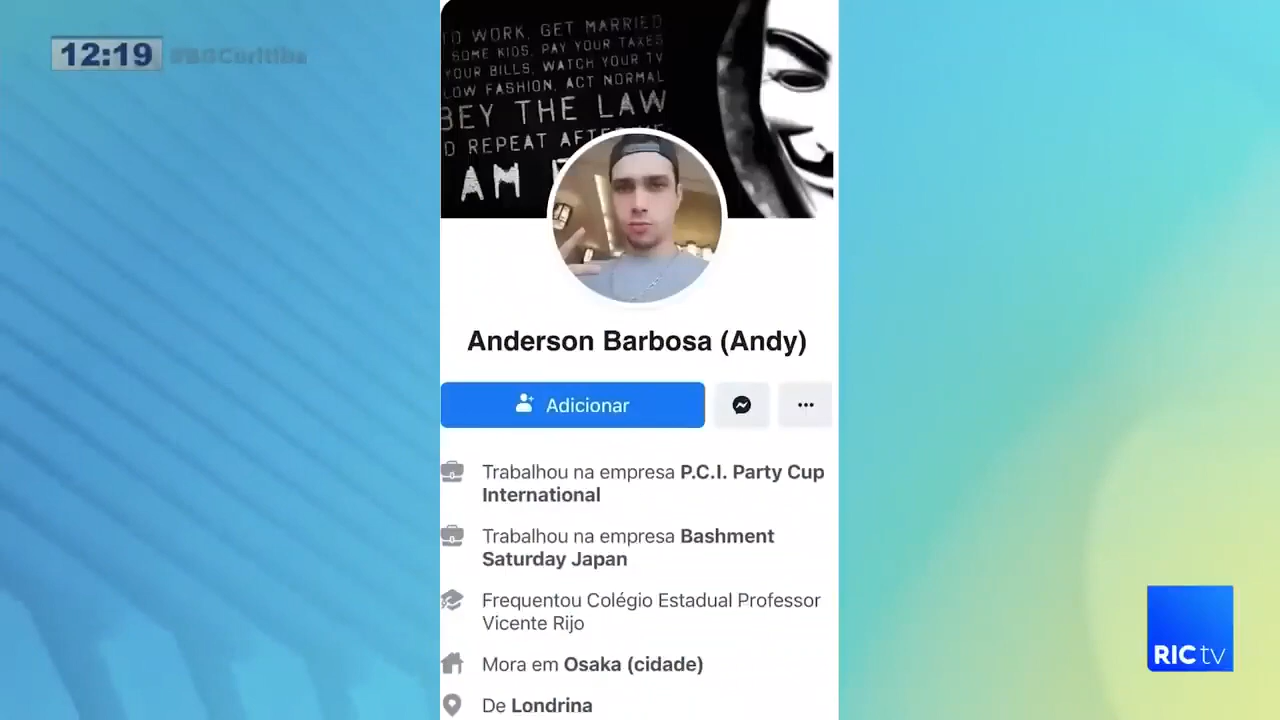 12:19 #BGCuritiba
TO WORK, GET MARRIED
SOME KIDS, PAY YOUR TAXES
YOUR BILLS, WATCH YOUR TV
LOW FASHION, ACT NORMAL
BEY THE LAW
D REPEAT AFTE
AM F
Anderson Barbosa (Andy)
Adicionar
Trabalhou na empresa P.C.I. Party Cup
International
Trabalhou na empresa Bashment
Saturday Japan
Frequentou Colégio Estadual Professor
Vicente Rijo
Mora em Osaka (cidade)
De Londrina
RIC tv